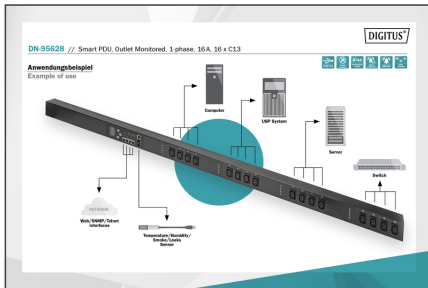 DIGITUS®
DN-95628 // Smart PDU, Outlet Monitored, 1-phase, 16 A, 16 x C13
Anwendungsbeispiel
Example of use
Computer
USP System
Server
Switch
NETWORK
Web/SNMP/Telnet
interfaces
Temperature/Humidity/
Smoke/Leaks
Sensor